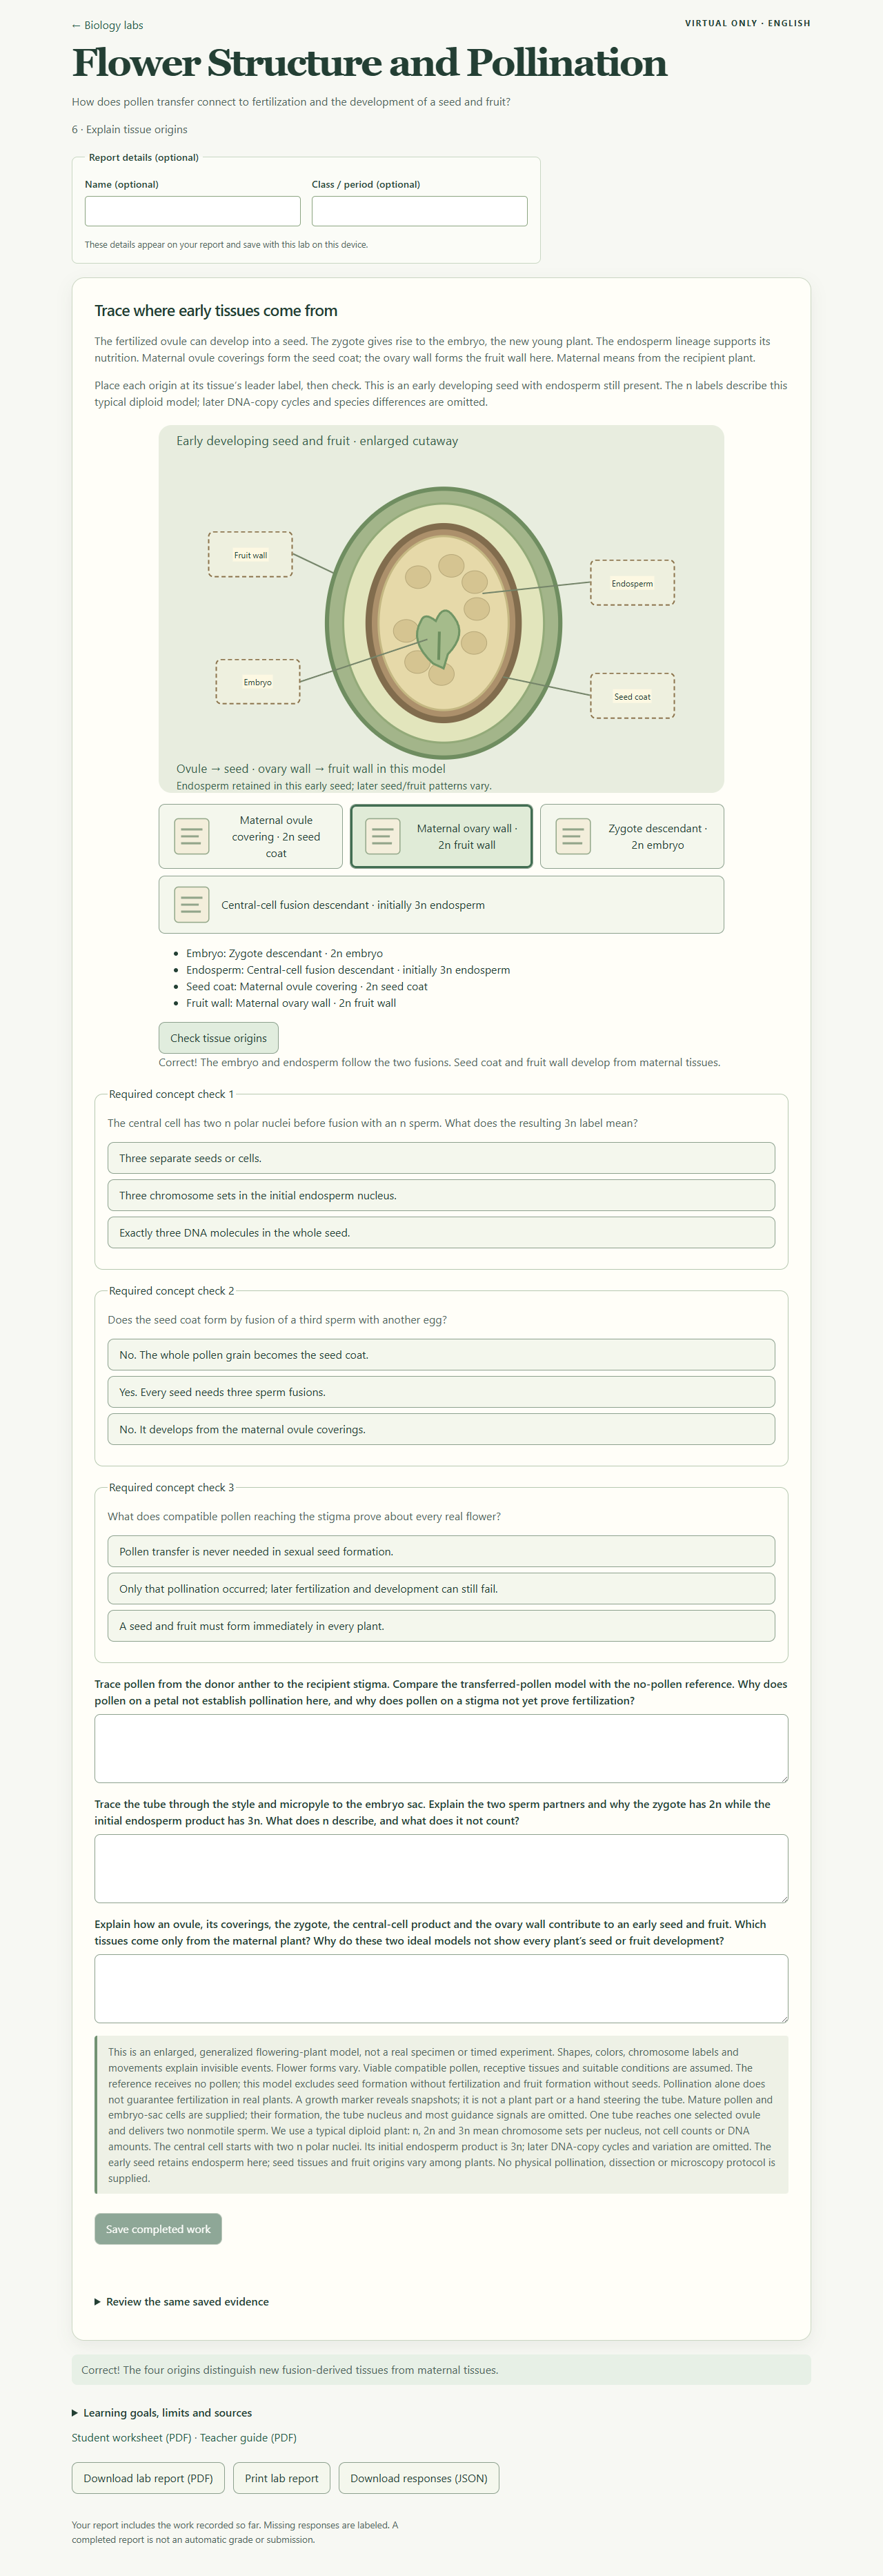 ← Biology labs
VIRTUAL ONLY · ENGLISH
Flower Structure and Pollination
How does pollen transfer connect to fertilization and the development of a seed and fruit?
6 · Explain tissue origins
Report details (optional)
Name (optional)
Class / period (optional)
These details appear on your report and save with this lab on this device.
Trace where early tissues come from
The fertilized ovule can develop into a seed. The zygote gives rise to the embryo, the new young plant. The endosperm lineage supports its
nutrition. Maternal ovule coverings form the seed coat; the ovary wall forms the fruit wall here. Maternal means from the recipient plant.
Place each origin at its tissue's leader label, then check. This is an early developing seed with endosperm still present. The n labels describe this
typical diploid model; later DNA-copy cycles and species differences are omitted.
Early developing seed and fruit · enlarged cutaway
Fruit wall
Endosperm
Embryo
Seed coat
Ovule → seed · ovary wall → fruit wall in this model
Endosperm retained in this early seed; later seed/fruit patterns vary.
Maternal ovule
covering · 2n seed
coat
Maternal ovary wall ·
2n fruit wall
Zygote descendant ·
2n embryo
Central-cell fusion descendant · initially 3n endosperm
• Embryo: Zygote descendant · 2n embryo
• Endosperm: Central-cell fusion descendant · initially 3n endosperm
• Seed coat: Maternal ovule covering · 2n seed coat
• Fruit wall: Maternal ovary wall · 2n fruit wall
Check tissue origins
Correct! The embryo and endosperm follow the two fusions. Seed coat and fruit wall develop from maternal tissues.
Required concept check 1
The central cell has two n polar nuclei before fusion with an n sperm. What does the resulting 3n label mean?
Three separate seeds or cells.
Three chromosome sets in the initial endosperm nucleus.
Exactly three DNA molecules in the whole seed.
Required concept check 2
Does the seed coat form by fusion of a third sperm with another egg?
No. The whole pollen grain becomes the seed coat.
Yes. Every seed needs three sperm fusions.
No. It develops from the maternal ovule coverings.
Required concept check 3
What does compatible pollen reaching the stigma prove about every real flower?
Pollen transfer is never needed in sexual seed formation.
Only that pollination occurred; later fertilization and development can still fail.
A seed and fruit must form immediately in every plant.
Trace pollen from the donor anther to the recipient stigma. Compare the transferred-pollen model with the no-pollen reference. Why does
pollen on a petal not establish pollination here, and why does pollen on a stigma not yet prove fertilization?
Trace the tube through the style and micropyle to the embryo sac. Explain the two sperm partners and why the zygote has 2n while the
initial endosperm product has 3n. What does n describe, and what does it not count?
Explain how an ovule, its coverings, the zygote, the central-cell product and the ovary wall contribute to an early seed and fruit. Which
tissues come only from the maternal plant? Why do these two ideal models not show every plant's seed or fruit development?
This is an enlarged, generalized flowering-plant model, not a real specimen or timed experiment. Shapes, colors, chromosome labels and
movements explain invisible events. Flower forms vary. Viable compatible pollen, receptive tissues and suitable conditions are assumed. The
reference receives no pollen; this model excludes seed formation without fertilization and fruit formation without seeds. Pollination alone does
not guarantee fertilization in real plants. A growth marker reveals snapshots; it is not a plant part or a hand steering the tube. Mature pollen and
embryo-sac cells are supplied; their formation, the tube nucleus and most guidance signals are omitted. One tube reaches one selected ovule
and delivers two nonmotile sperm. We use a typical diploid plant: n, 2n and 3n mean chromosome sets per nucleus, not cell counts or DNA
amounts. The central cell starts with two n polar nuclei. Its initial endosperm product is 3n; later DNA-copy cycles and variation are omitted. The
early seed retains endosperm here; seed tissues and fruit origins vary among plants. No physical pollination, dissection or microscopy protocol is
supplied.
Save completed work
▶ Review the same saved evidence
Correct! The four origins distinguish new fusion-derived tissues from maternal tissues.
▶ Learning goals, limits and sources
Student worksheet (PDF) · Teacher guide (PDF)
Download lab report (PDF)
Print lab report
Download responses (JSON)
Your report includes the work recorded so far. Missing responses are labeled. A
completed report is not an automatic grade or submission.